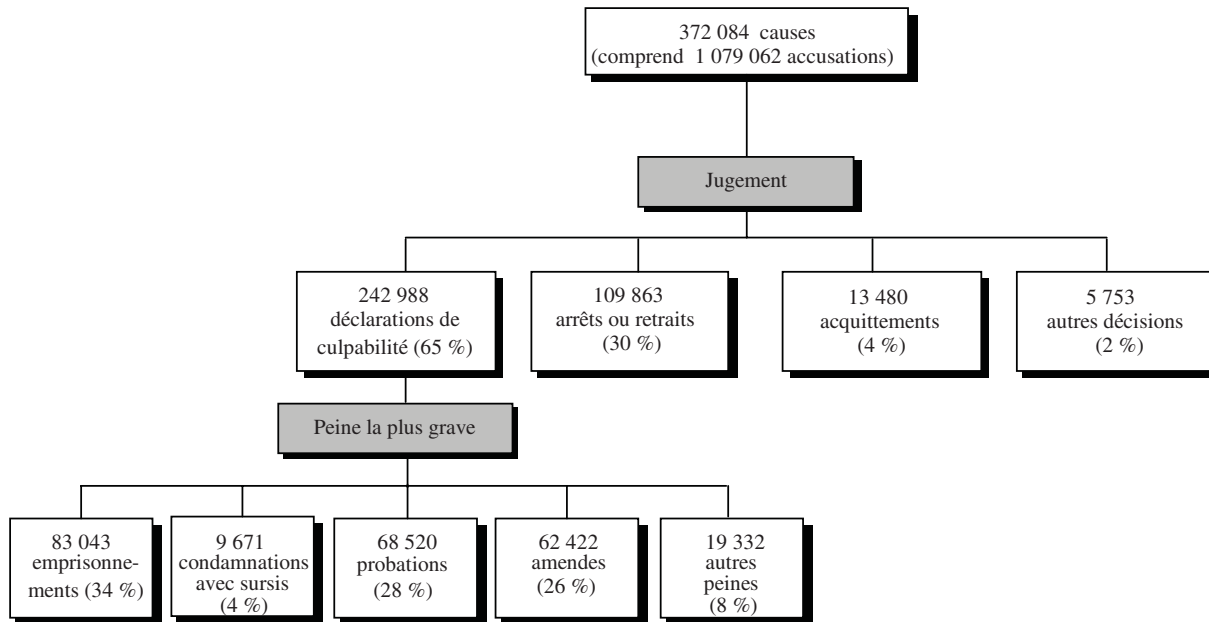 372 084 causes
(comprend 1 079 062 accusations)
Jugement
242 988
déclarations de
culpabilité (65 %)
109 863
arrêts ou retraits
(30 %)
13 480
acquittements
(4 %)
5 753
autres décisions
(2 %)
Peine la plus grave
83 043
emprisonne-
ments (34 %)
9 671
condamnations
avec sursis
(4 %)
68 520
probations
(28 %)
62 422
amendes
(26 %)
19 332
autres
peines
(8 %)